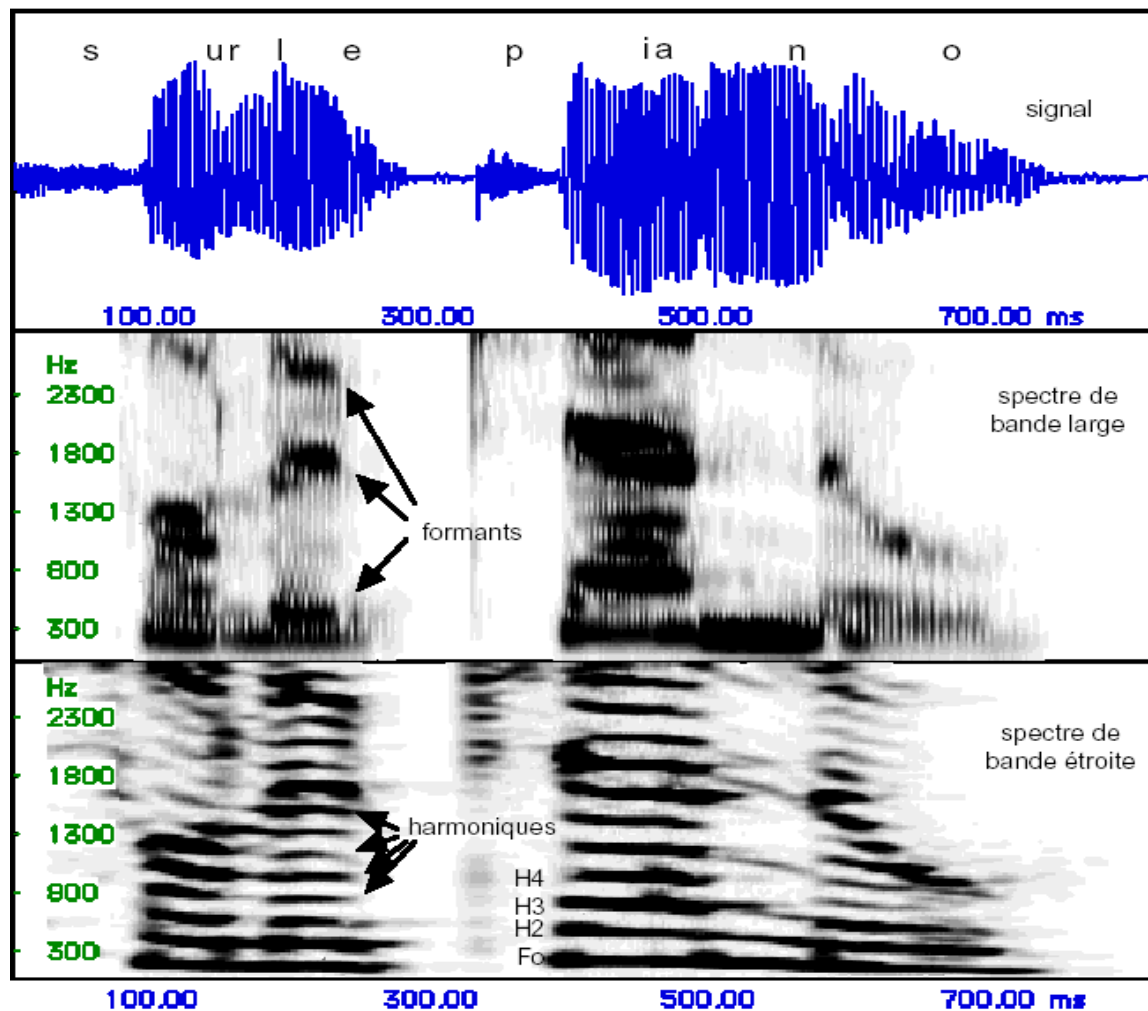 s ur l e p ia n o
signal
100.00 300.00 500.00 700.00 ms
Hz
2300
1800
1300
800
300
spectre de
bande large
formants
Hz
2300
1800
1300
800
300
spectre de
bande étroite
harmoniques
H4
H3
H2
Fo
100.00 300.00 500.00 700.00 ms